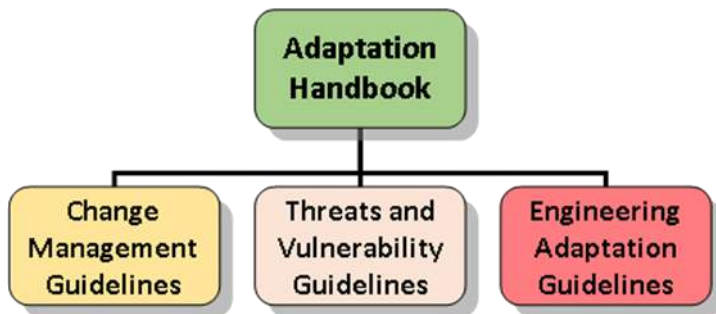 Adaptation
Handbook
Change
Management
Guidelines
Threats and
Vulnerability
Guidelines
Engineering
Adaptation
Guidelines